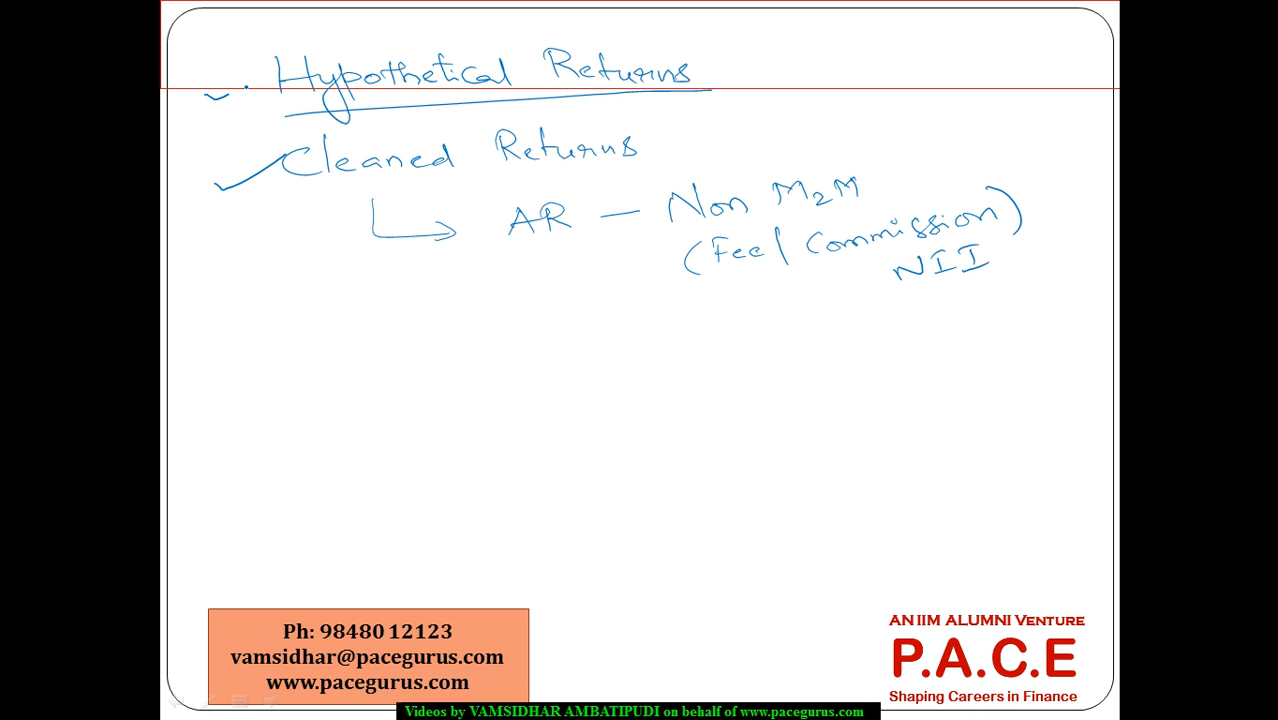 Hypothetical Returns
Cleaned Returns
AR — Non M2M
(Fee/ Commission)
NII
Ph: 98480 12123
vamsidhar@pacegurus.com
www.pacegurus.com
AN IIM ALUMNI VENTURE
P.A.C.E
Shaping Careers in Finance
Videos by VAMSIDHAR AMBATIPUDI on behalf of www.pacegurus.com